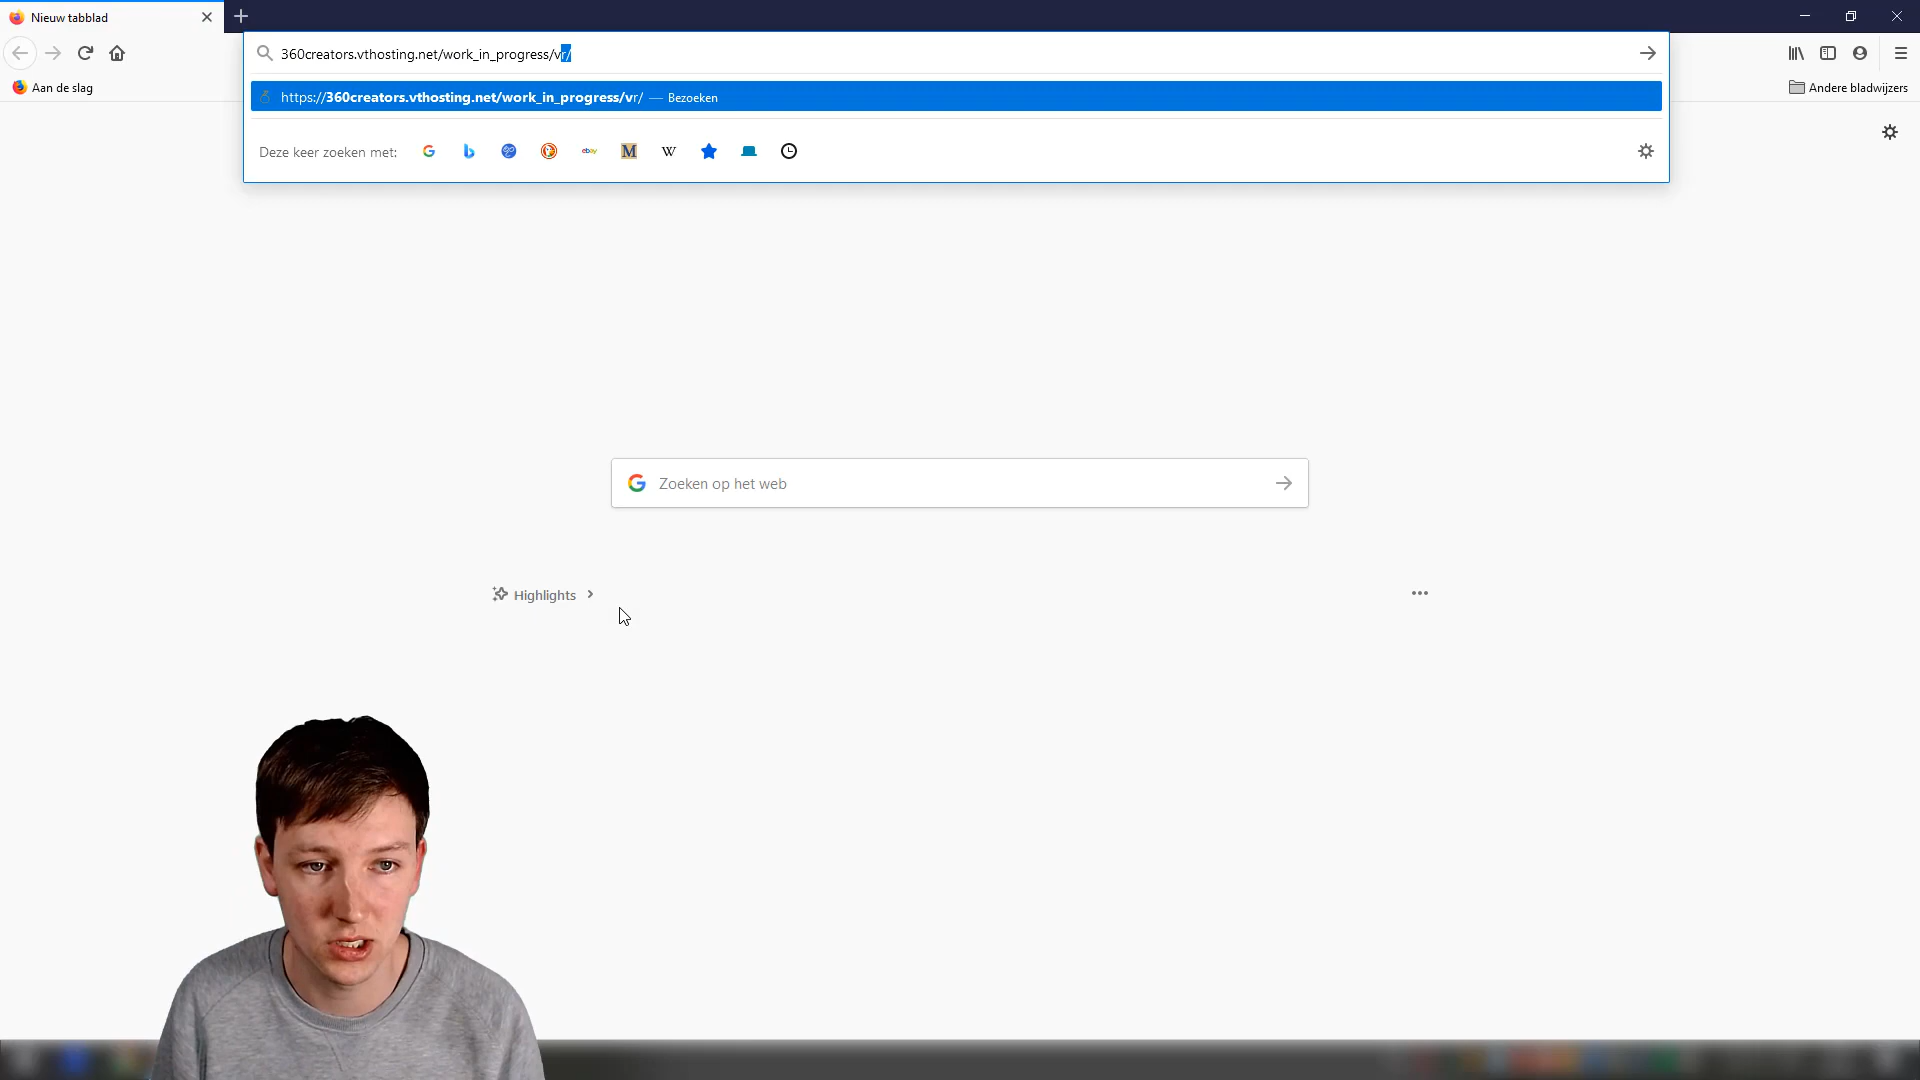 Nieuw tabblad
360creators.vthosting.net/work_in_progress/vr/
Aan de slag
Andere bladwijzers
https://360creators.vthosting.net/work_in_progress/vr/ — Bezoeken
Deze keer zoeken met:
ebay
M
W
Zoeken op het web
Highlights